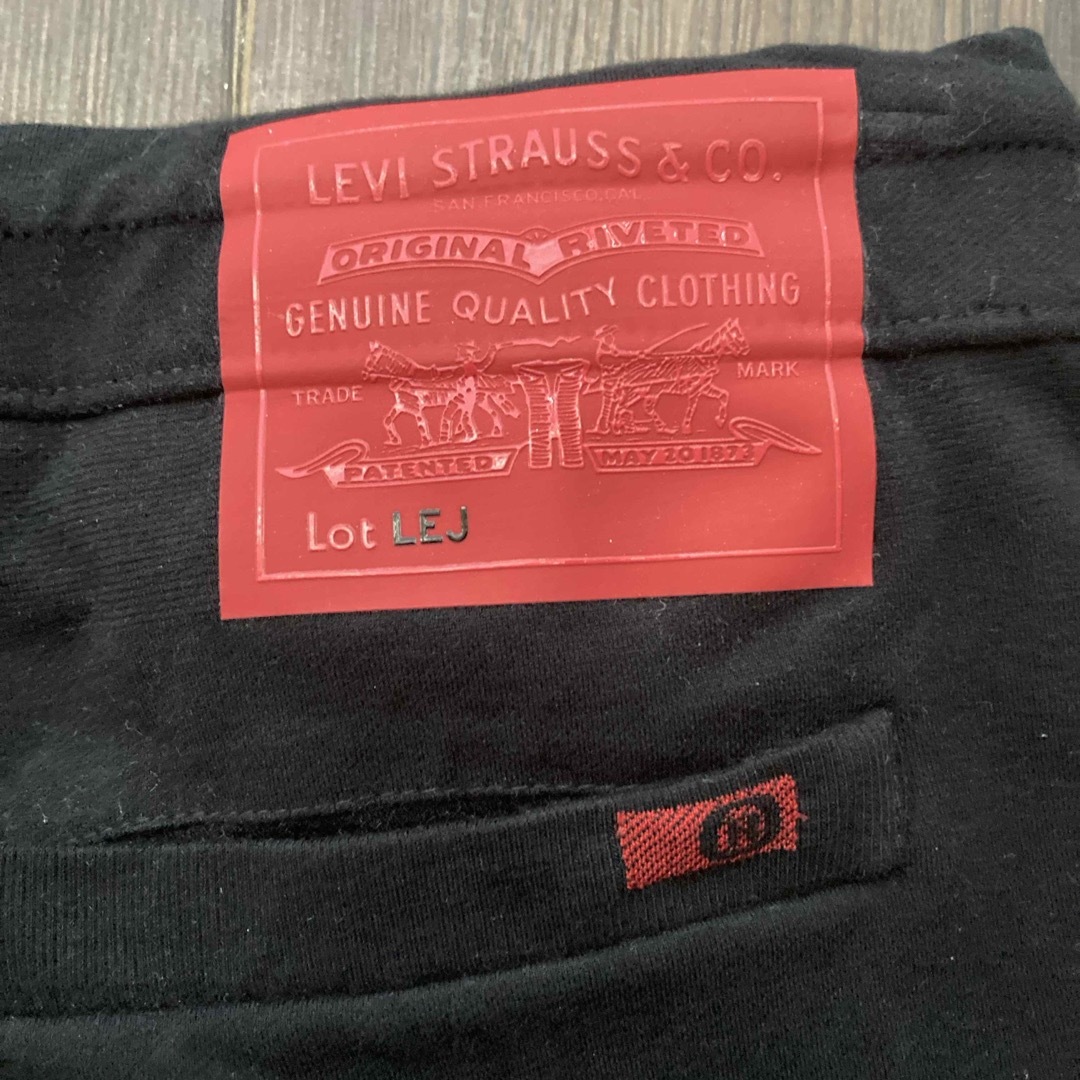 LEVI STRAUSS & CO.
SAN FRANCISCO, CAL.
ORIGINAL RIVETED
GENUINE QUALITY CLOTHING
TRADE MARK
PATENTED MAY 20 1873
Lot LEJ